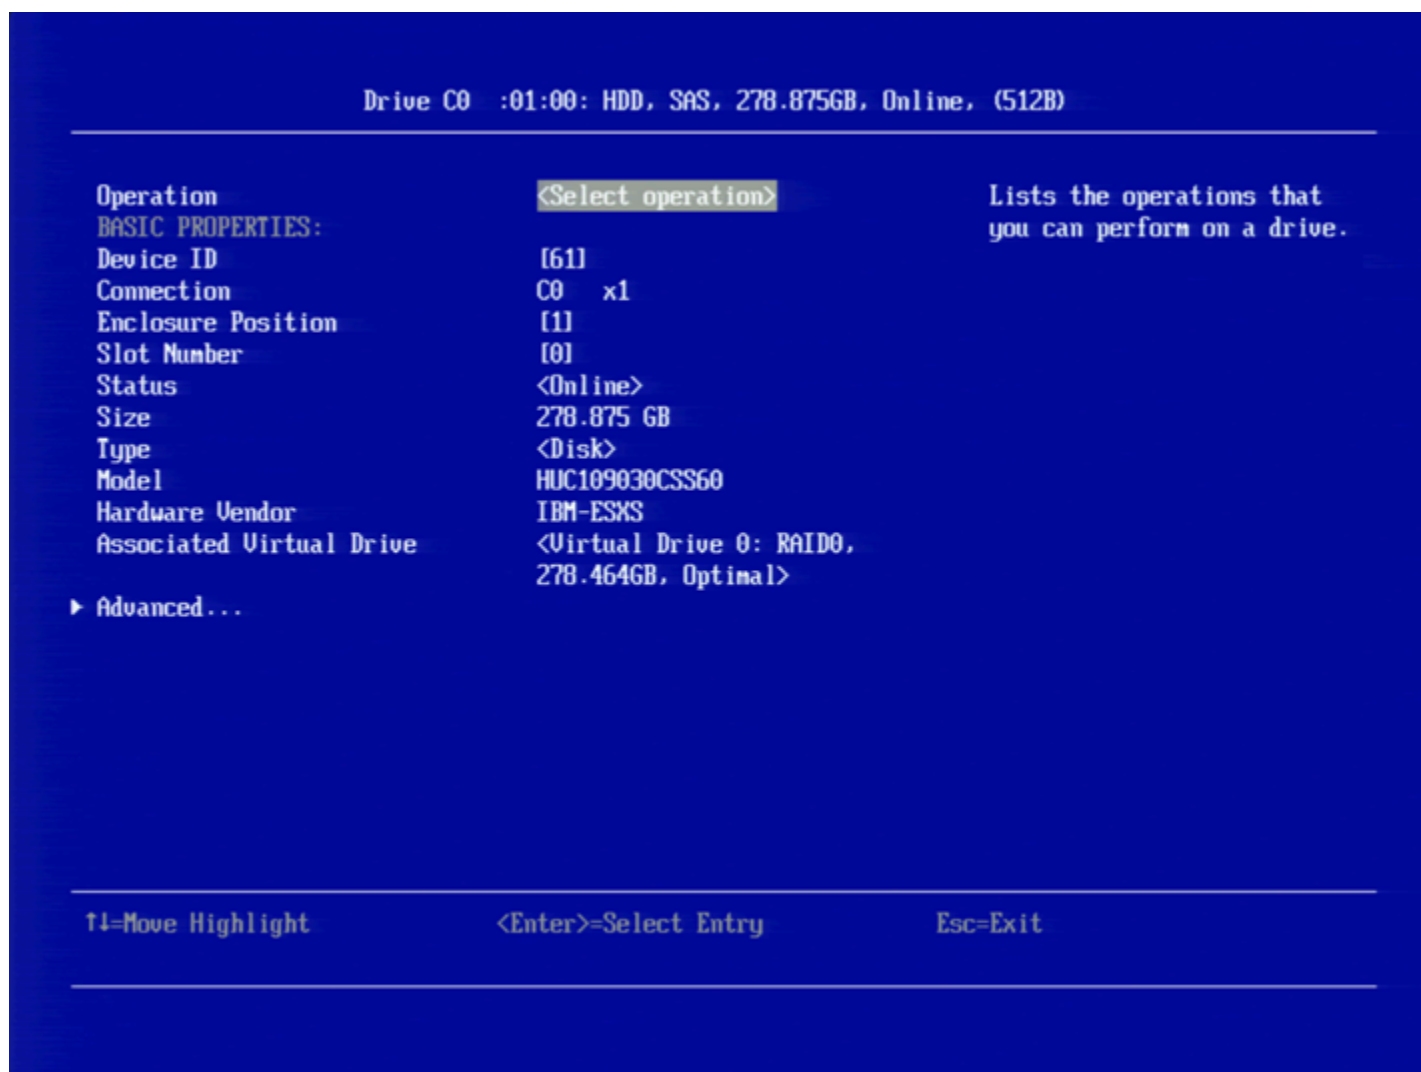 Drive C0  :01:00: HDD, SAS, 278.875GB, Online, (512B)
Operation <Select operation> Lists the operations that
BASIC PROPERTIES: you can perform on a drive.
Device ID [61]
Connection C0  x1
Enclosure Position [1]
Slot Number [0]
Status <Online>
Size 278.875 GB
Type <Disk>
Model HUC109030CSS60
Hardware Vendor IBM-ESXS
Associated Virtual Drive <Virtual Drive 0: RAID0,
278.464GB, Optimal>
▶ Advanced...
↑↓=Move Highlight <Enter>=Select Entry Esc=Exit